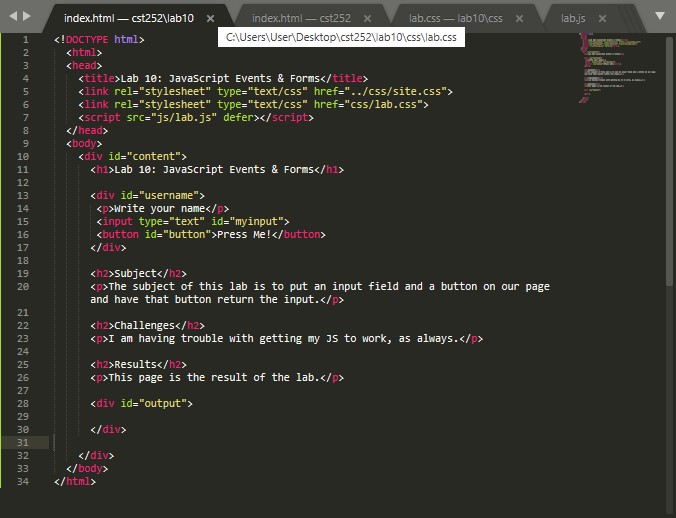 index.html — cst252\lab10 × index.html — cst252 × lab.css — lab10\css × lab.js ×
C:\Users\User\Desktop\cst252\lab10\css\lab.css
1 <!DOCTYPE html>
2 <html>
3 <head>
4 <title>Lab 10: JavaScript Events & Forms</title>
5 <link rel="stylesheet" type="text/css" href="../css/site.css">
6 <link rel="stylesheet" type="text/css" href="css/lab.css">
7 <script src="js/lab.js" defer></script>
8 </head>
9 <body>
10 <div id="content">
11 <h1>Lab 10: JavaScript Events & Forms</h1>
12
13 <div id="username">
14 <p>Write your name</p>
15 <input type="text" id="myinput">
16 <button id="button">Press Me!</button>
17 </div>
18
19 <h2>Subject</h2>
20 <p>The subject of this lab is to put an input field and a button on our page
and have that button return the input.</p>
21
22 <h2>Challenges</h2>
23 <p>I am having trouble with getting my JS to work, as always.</p>
24
25 <h2>Results</h2>
26 <p>This page is the result of the lab.</p>
27
28 <div id="output">
29
30 </div>
31
32 </div>
33 </body>
34 </html>